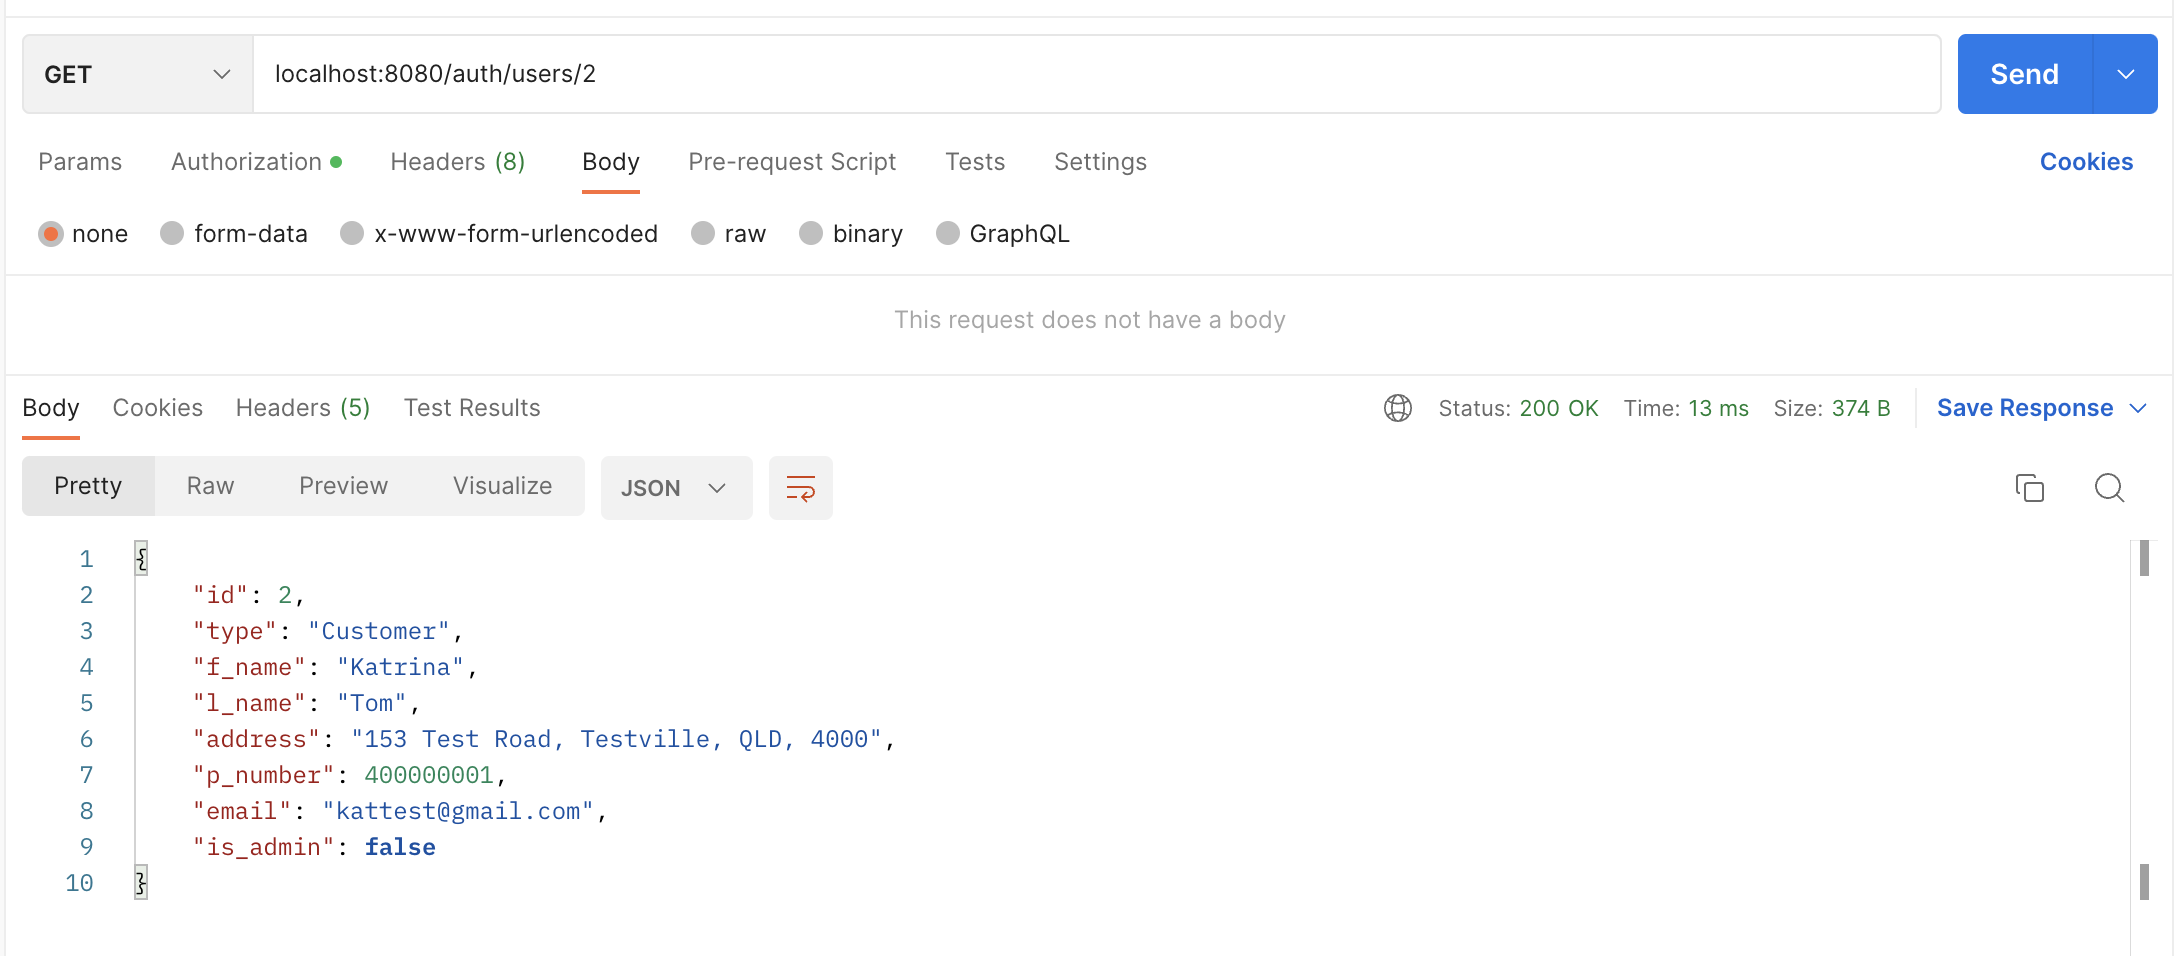 GET localhost:8080/auth/users/2 Send
Params Authorization Headers (8) Body Pre-request Script Tests Settings Cookies
none form-data x-www-form-urlencoded raw binary GraphQL
This request does not have a body
Body Cookies Headers (5) Test Results Status: 200 OK Time: 13 ms Size: 374 B Save Response
Pretty Raw Preview Visualize JSON
1 {
2 "id": 2,
3 "type": "Customer",
4 "f_name": "Katrina",
5 "l_name": "Tom",
6 "address": "153 Test Road, Testville, QLD, 4000",
7 "p_number": 400000001,
8 "email": "kattest@gmail.com",
9 "is_admin": false
10 }